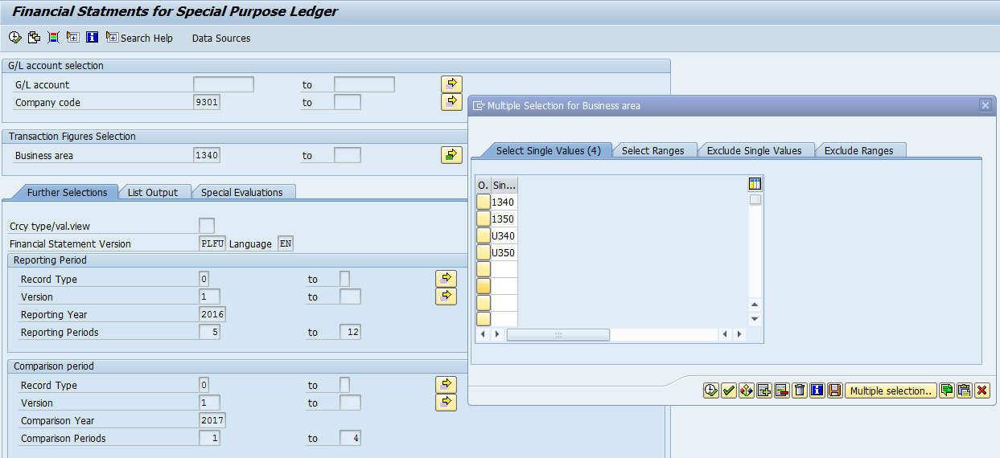 Financial Statments for Special Purpose Ledger
Search Help Data Sources
G/L account selection
G/L account to
Company code 9301 to
Transaction Figures Selection
Business area 1340 to
Further Selections List Output Special Evaluations
Crcy type/val.view
Financial Statement Version PLFU Language EN
Reporting Period
Record Type 0 to
Version 1 to
Reporting Year 2016
Reporting Periods 5 to 12
Comparison period
Record Type 0 to
Version 1 to
Comparison Year 2017
Comparison Periods 1 to 4
Multiple Selection for Business area
Select Single Values (4) Select Ranges Exclude Single Values Exclude Ranges
O. Sin...
1340
1350
U340
U350
Multiple selection..